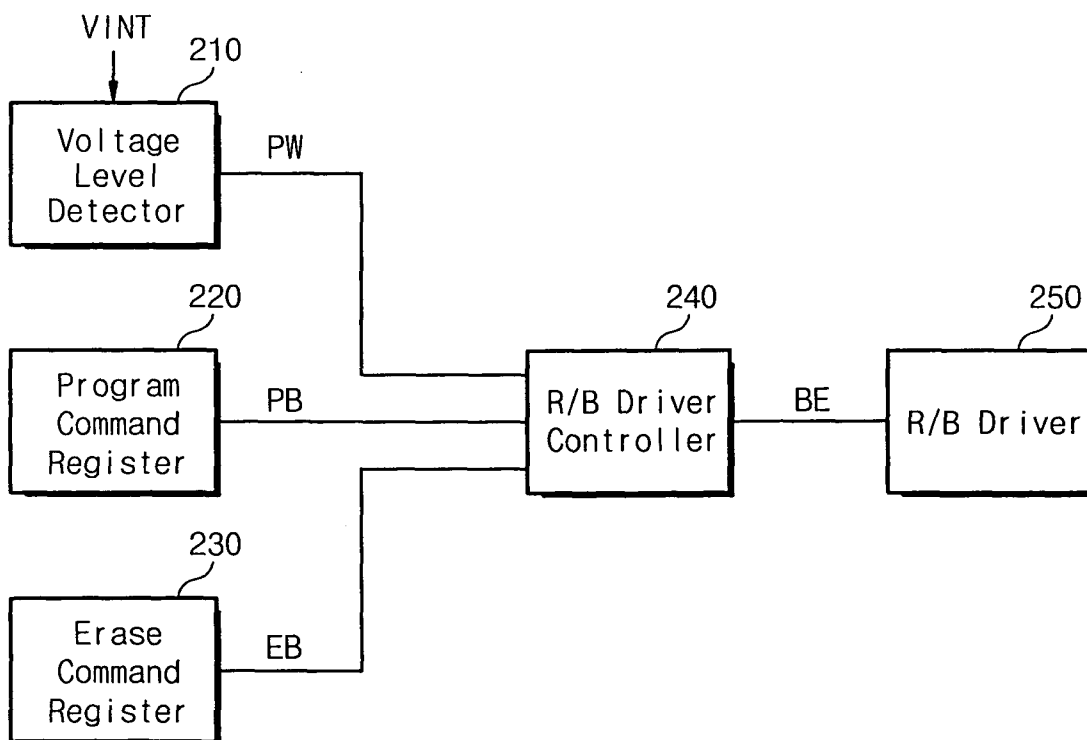 VINT
210
Voltage
Level
Detector
PW
220
Program
Command
Register
PB
240
R/B Driver
Controller
BE
250
R/B Driver
230
Erase
Command
Register
EB